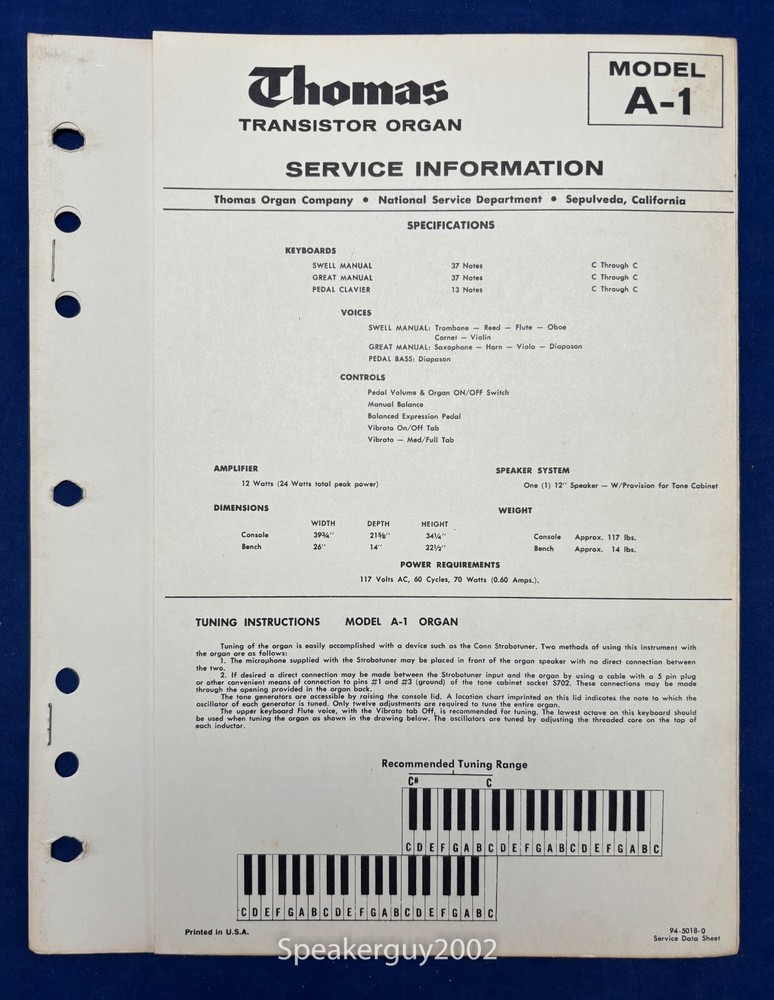 Thomas
TRANSISTOR ORGAN
MODEL
A-1
SERVICE INFORMATION
Thomas Organ Company • National Service Department • Sepulveda, California
SPECIFICATIONS
KEYBOARDS
SWELL MANUAL 37 Notes C Through C
GREAT MANUAL 37 Notes C Through C
PEDAL CLAVIER 13 Notes C Through C
VOICES
SWELL MANUAL: Trombone — Reed — Flute — Oboe
Cornet — Violin
GREAT MANUAL: Saxophone — Horn — Viola — Diapason
PEDAL BASS: Diapason
CONTROLS
Pedal Volume & Organ ON/OFF Switch
Manual Balance
Balanced Expression Pedal
Vibrato On/Off Tab
Vibrato — Med/Full Tab
AMPLIFIER SPEAKER SYSTEM
12 Watts (24 Watts total peak power) One (1) 12" Speaker — W/Provision for Tone Cabinet
DIMENSIONS WEIGHT
WIDTH DEPTH HEIGHT
Console 39¾" 21⅝" 34¼" Console Approx. 117 lbs.
Bench 26" 14" 22½" Bench Approx. 14 lbs.
POWER REQUIREMENTS
117 Volts AC, 60 Cycles, 70 Watts (0.60 Amps.).
TUNING INSTRUCTIONS MODEL A-1 ORGAN
Tuning of the organ is easily accomplished with a device such as the Conn Strobotuner. Two methods of using this instrument with
the organ are as follows:
1. The microphone supplied with the Strobotuner may be placed in front of the organ speaker with no direct connection between
the two.
2. If desired a direct connection may be made between the Strobotuner input and the organ by using a cable with a 5 pin plug
or other convenient means of connection to pins #1 and #3 (ground) of the tone cabinet socket S702. These connections may be made
through the opening provided in the organ back.
The tone generators are accessible by raising the console lid. A location chart imprinted on this lid indicates the note to which the
oscillator of each generator is tuned. Only twelve adjustments are required to tune the entire organ.
The upper keyboard Flute voice, with the Vibrato tab Off, is recommended for tuning. The lowest octave on this keyboard should
be used when tuning the organ as shown in the drawing below. The oscillators are tuned by adjusting the threaded core on the top of
each inductor.
Recommended Tuning Range
C# C
C D E F G A B C D E F G A B C D E F G A B C
C D E F G A B C D E F G A B C D E F G A B C
Printed in U.S.A.
94-5018-0
Service Data Sheet
Speakerguy2002